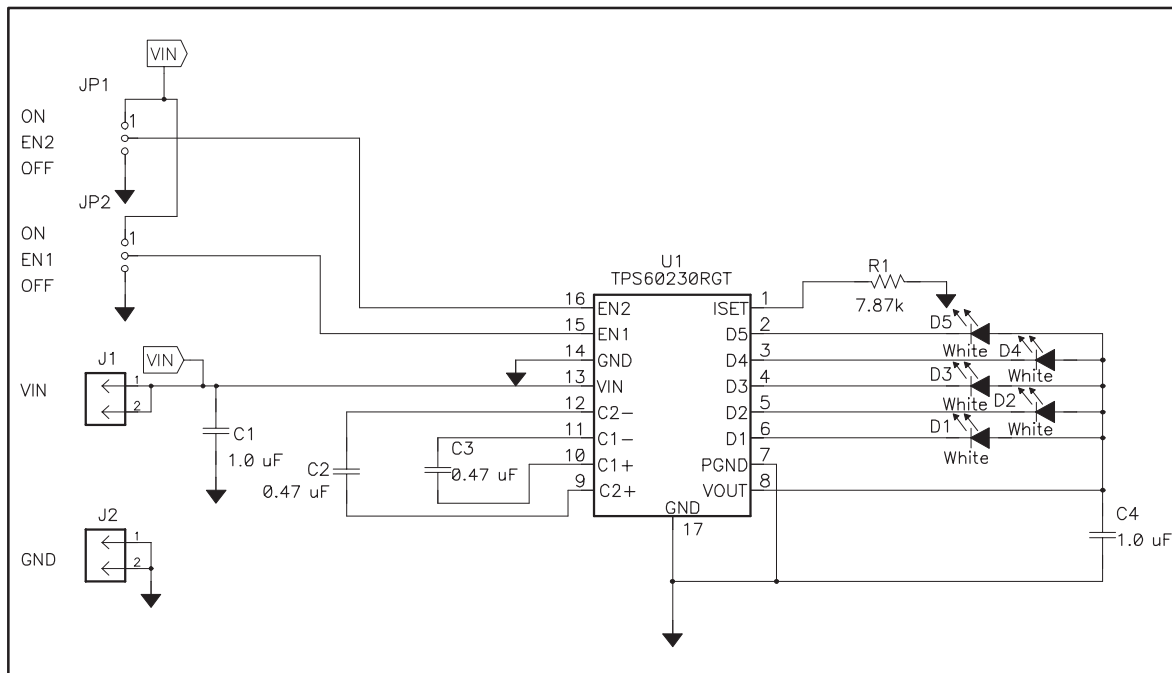 VIN
JP1
ON
1
EN2
OFF
JP2
ON
1
EN1
OFF
U1
TPS60230RGT
R1
7.87k
16 EN2 ISET 1
15 EN1 D5 2
14 GND D4 3
13 VIN D3 4
12 C2- D2 5
11 C1- D1 6
10 C1+ PGND 7
9 C2+ VOUT 8
GND
17
D5
White
D4
White
D3
White
D2
White
D1
White
J1
VIN
VIN
1
2
C1
1.0 uF
C2
0.47 uF
C3
0.47 uF
C4
1.0 uF
J2
GND
1
2